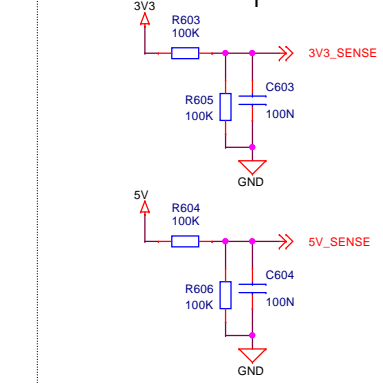 3V3
R603
100K
3V3_SENSE
C603
R605
100K
100N
GND
5V
R604
100K
5V_SENSE
C604
R606
100K
100N
GND